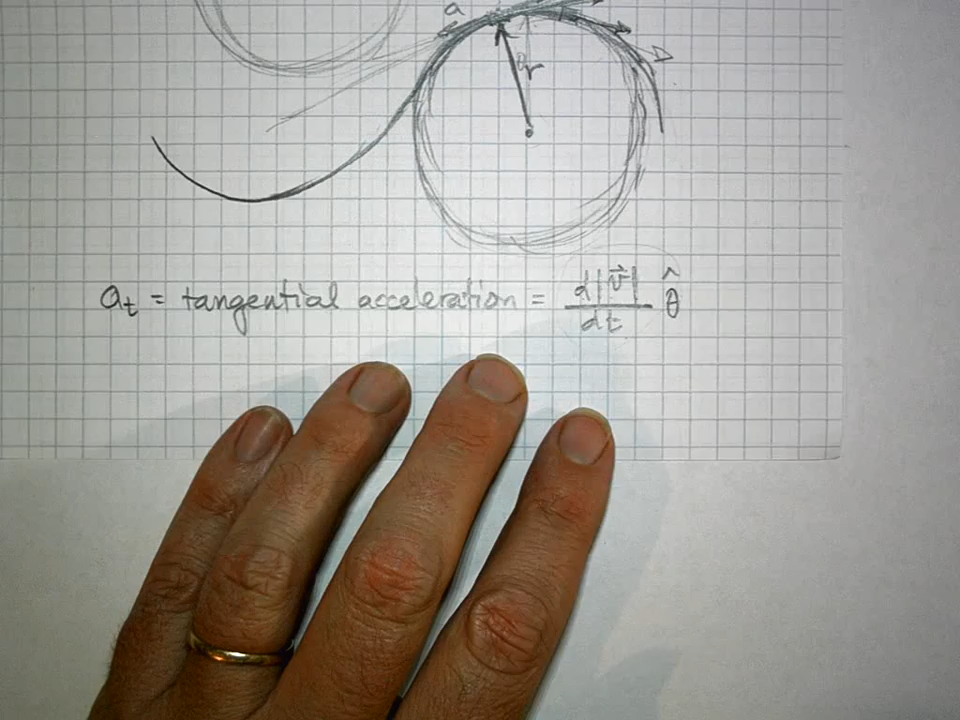 a
r
a_t = tangential acceleration = d|v⃗|/dt θ̂